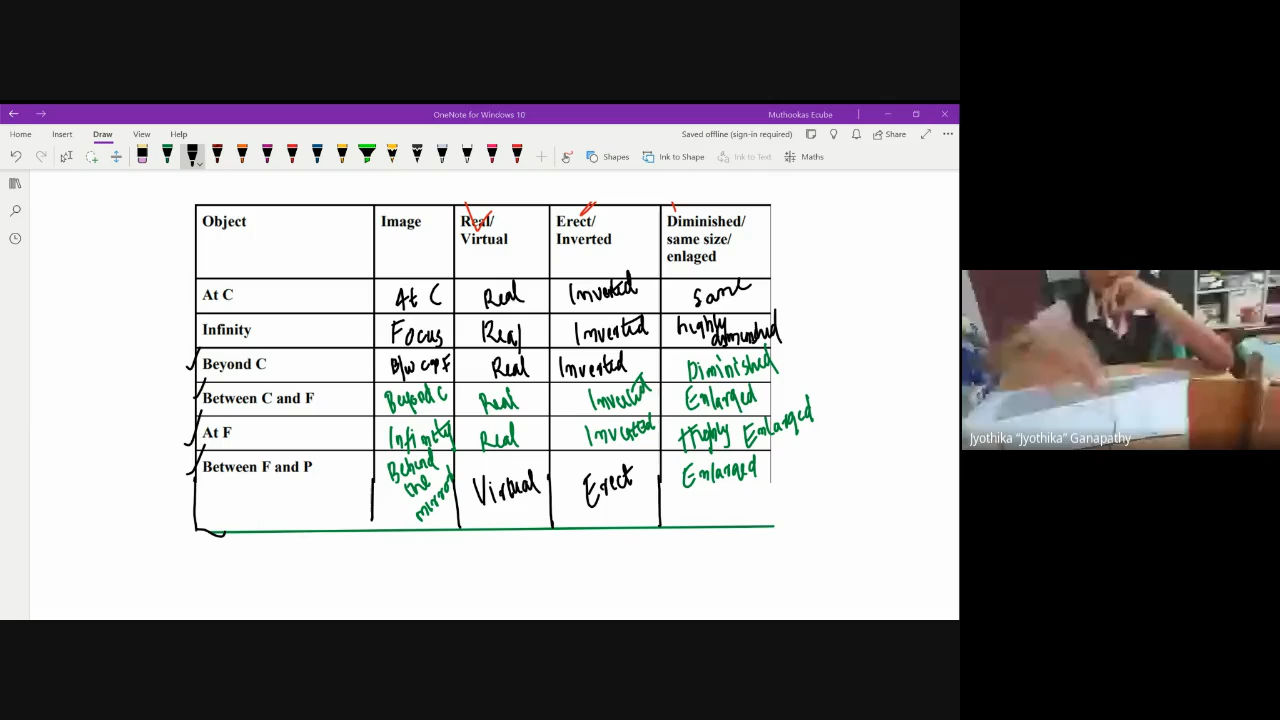 OneNote for Windows 10
Muthookas Ecube
Home Insert Draw View Help
Saved offline (sign-in required) Share
Shapes Ink to Shape Ink to Text Maths
Object Image Real/ Virtual Erect/ Inverted Diminished/ same size/ enlaged
At C At C Real Inverted Same
Infinity Focus Real Inverted highly diminished
Beyond C B/w C & F Real Inverted Diminished
Between C and F Beyond C Real Inverted Enlarged
At F Real Inverted Highly Enlarged
Between F and P Behind the mirror Virtual Erect Enlarged
Jyothika “Jyothika” Ganapathy